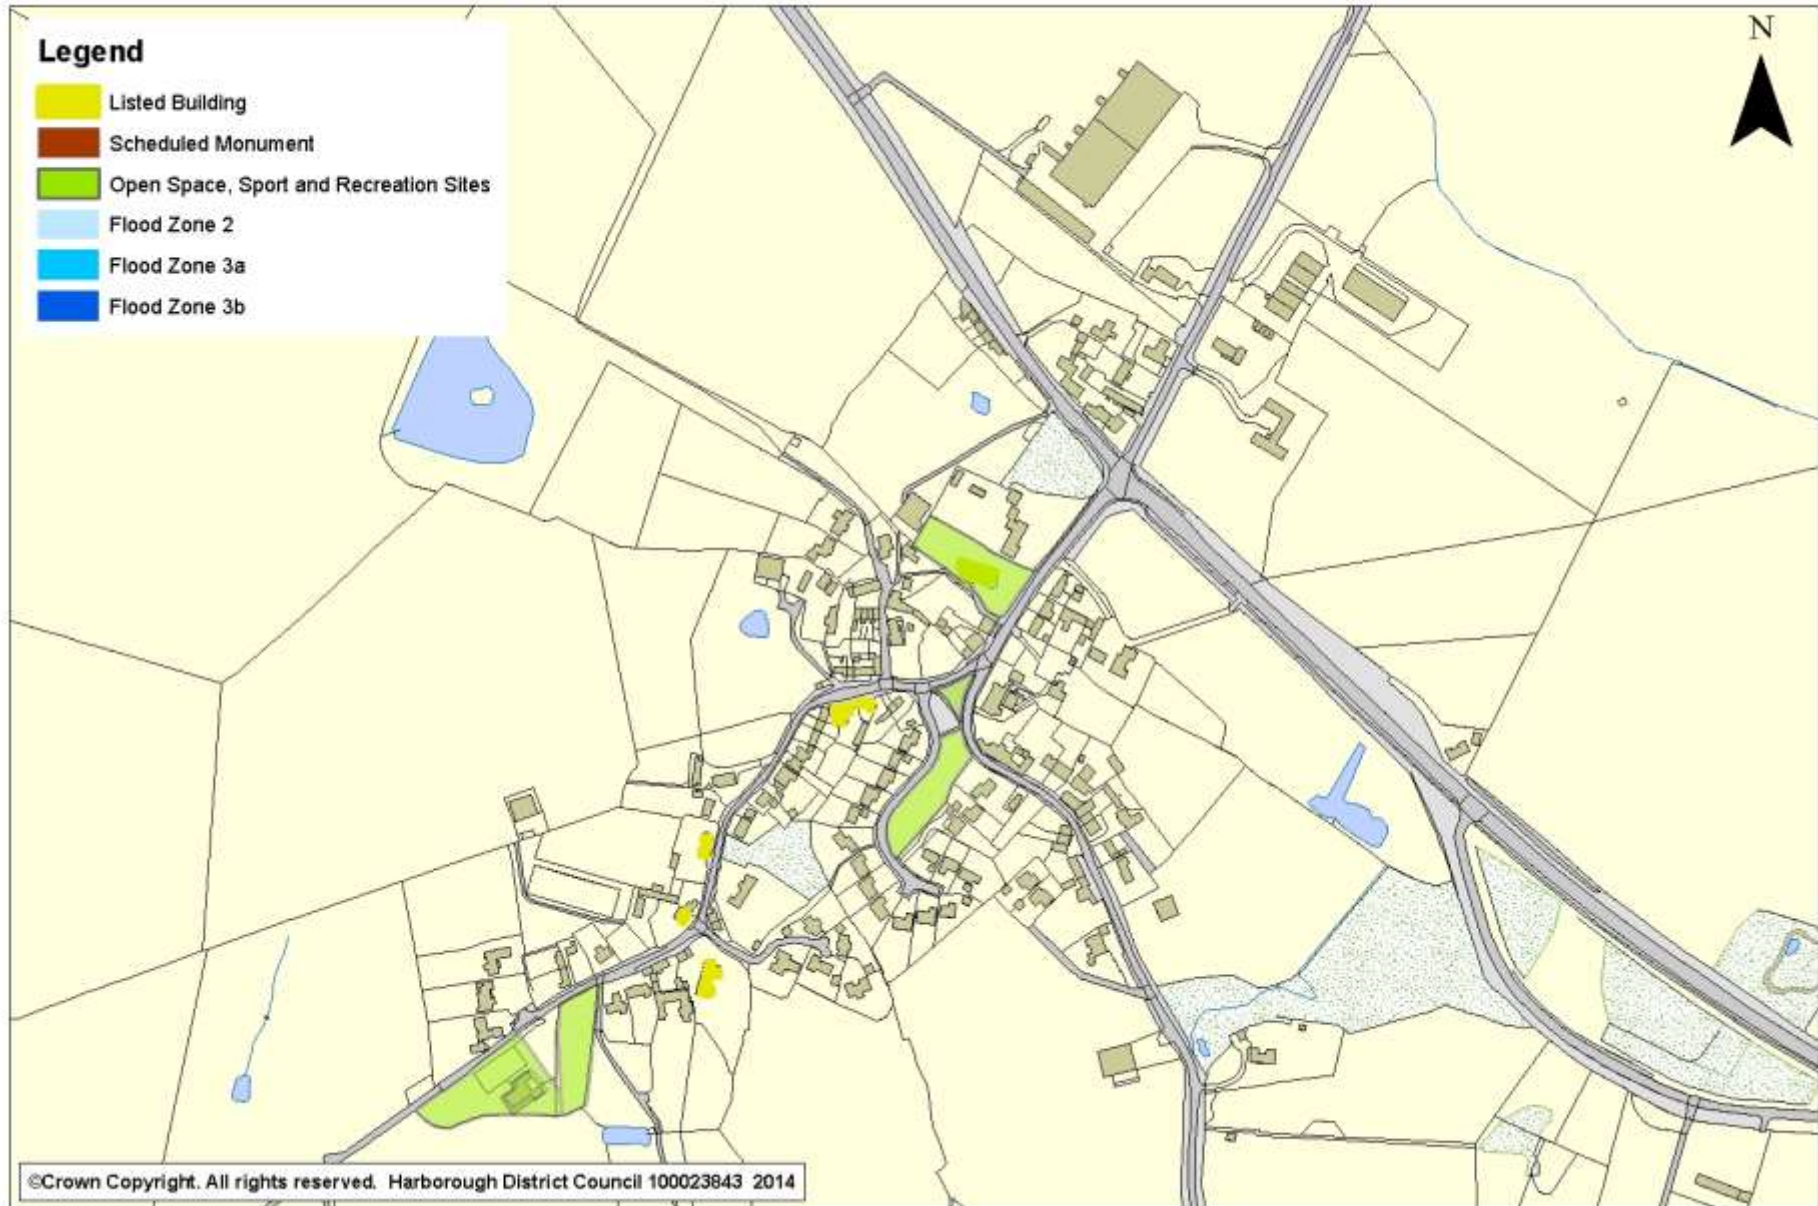 Legend
Listed Building
Scheduled Monument
Open Space, Sport and Recreation Sites
Flood Zone 2
Flood Zone 3a
Flood Zone 3b
N
©Crown Copyright. All rights reserved. Harborough District Council 100023843 2014